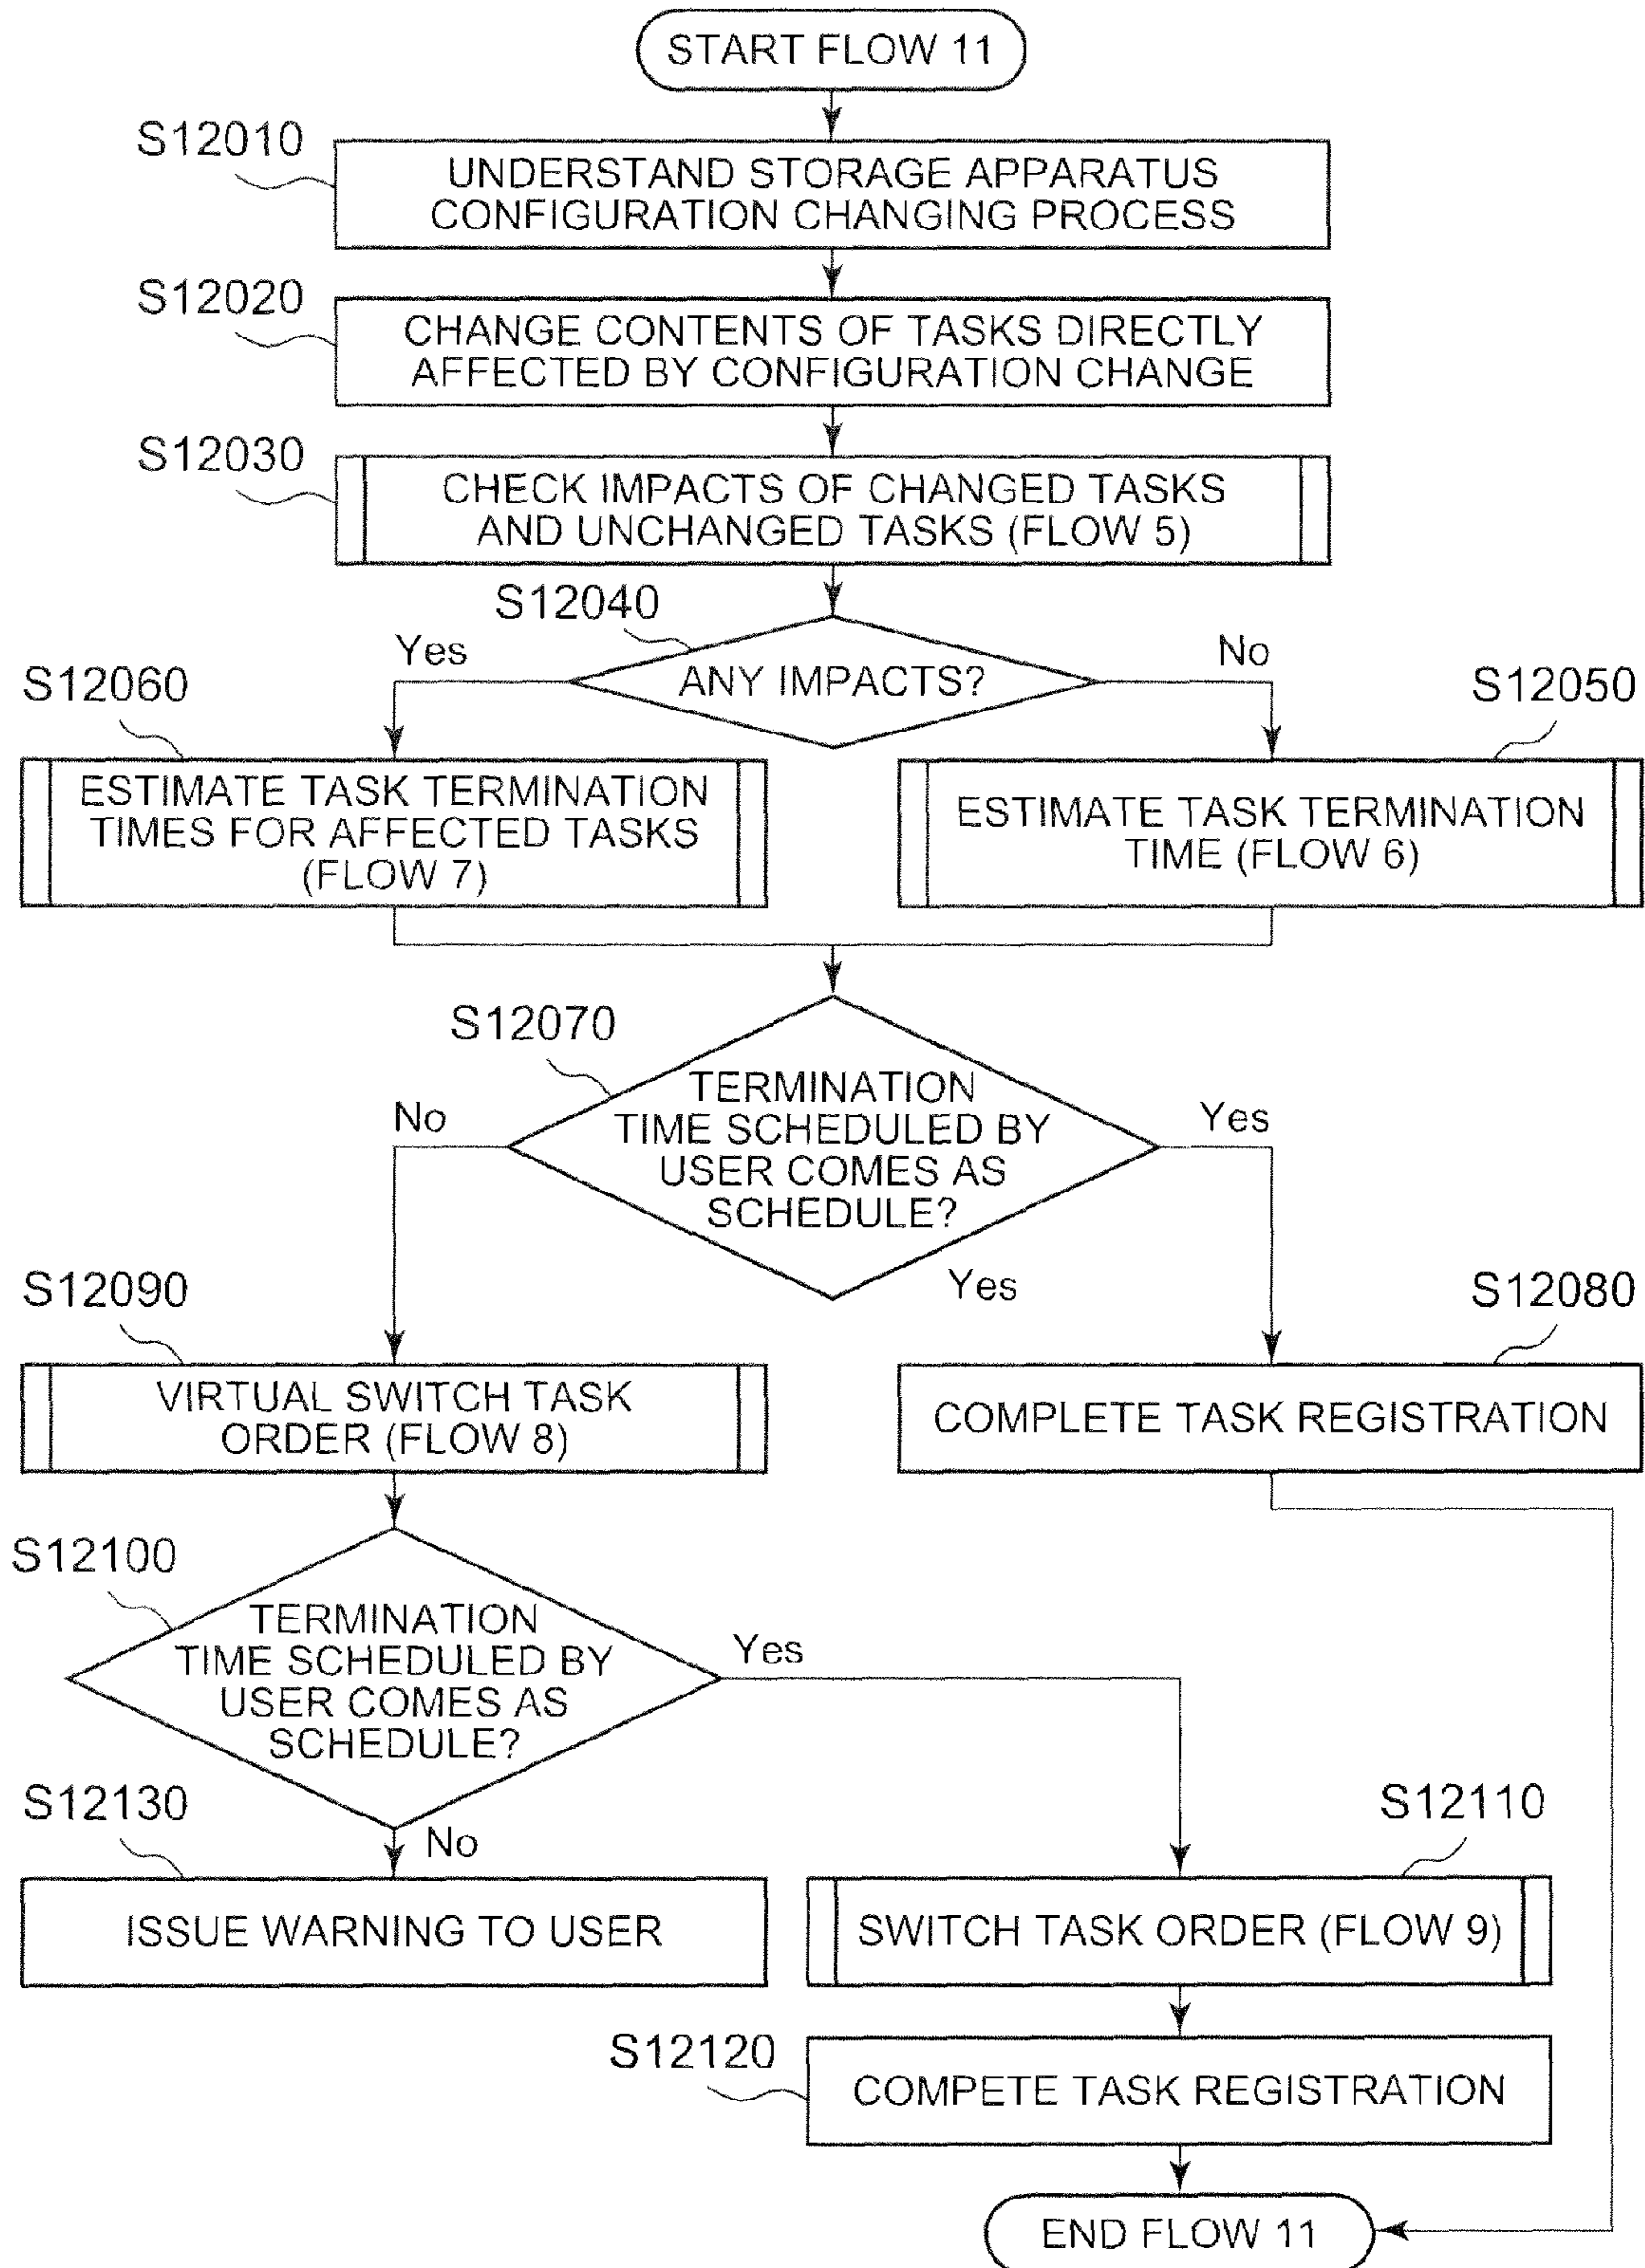 START FLOW 11
S12010
UNDERSTAND STORAGE APPARATUS
CONFIGURATION CHANGING PROCESS
S12020
CHANGE CONTENTS OF TASKS DIRECTLY
AFFECTED BY CONFIGURATION CHANGE
S12030
CHECK IMPACTS OF CHANGED TASKS
AND UNCHANGED TASKS (FLOW 5)
S12040
Yes
ANY IMPACTS?
No
S12060
S12050
ESTIMATE TASK TERMINATION
TIMES FOR AFFECTED TASKS
(FLOW 7)
ESTIMATE TASK TERMINATION
TIME (FLOW 6)
S12070
No
TERMINATION
TIME SCHEDULED BY
USER COMES AS
SCHEDULE?
Yes
Yes
S12090
S12080
VIRTUAL SWITCH TASK
ORDER (FLOW 8)
COMPLETE TASK REGISTRATION
S12100
TERMINATION
TIME SCHEDULED BY
USER COMES AS
SCHEDULE?
Yes
S12130
No
S12110
ISSUE WARNING TO USER
SWITCH TASK ORDER (FLOW 9)
S12120
COMPETE TASK REGISTRATION
END FLOW 11